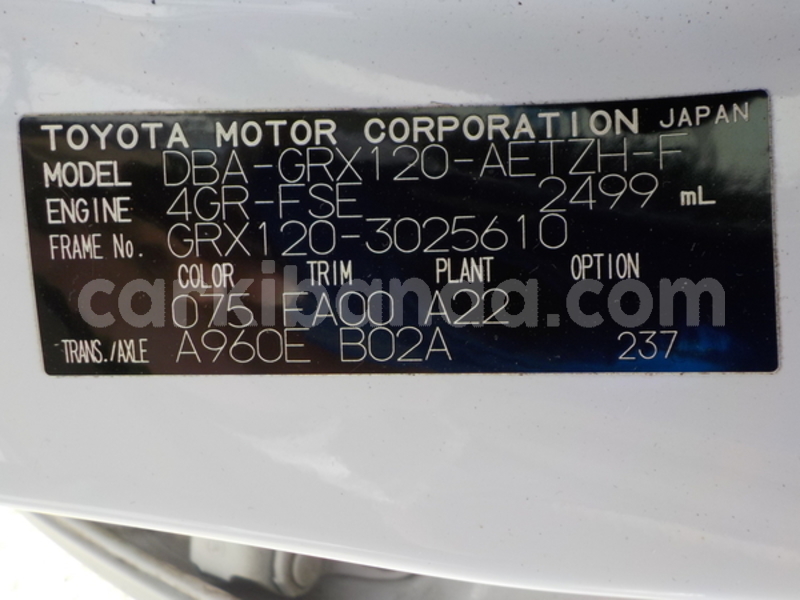 TOYOTA MOTOR CORPORATION JAPAN
MODEL DBA-GRX120-AETZH-F
ENGINE 4GR-FSE 2499 mL
FRAME No. GRX120-3025610
COLOR TRIM PLANT OPTION
075 FA00 A22
carxibanda.com
TRANS./AXLE A960E B02A 237